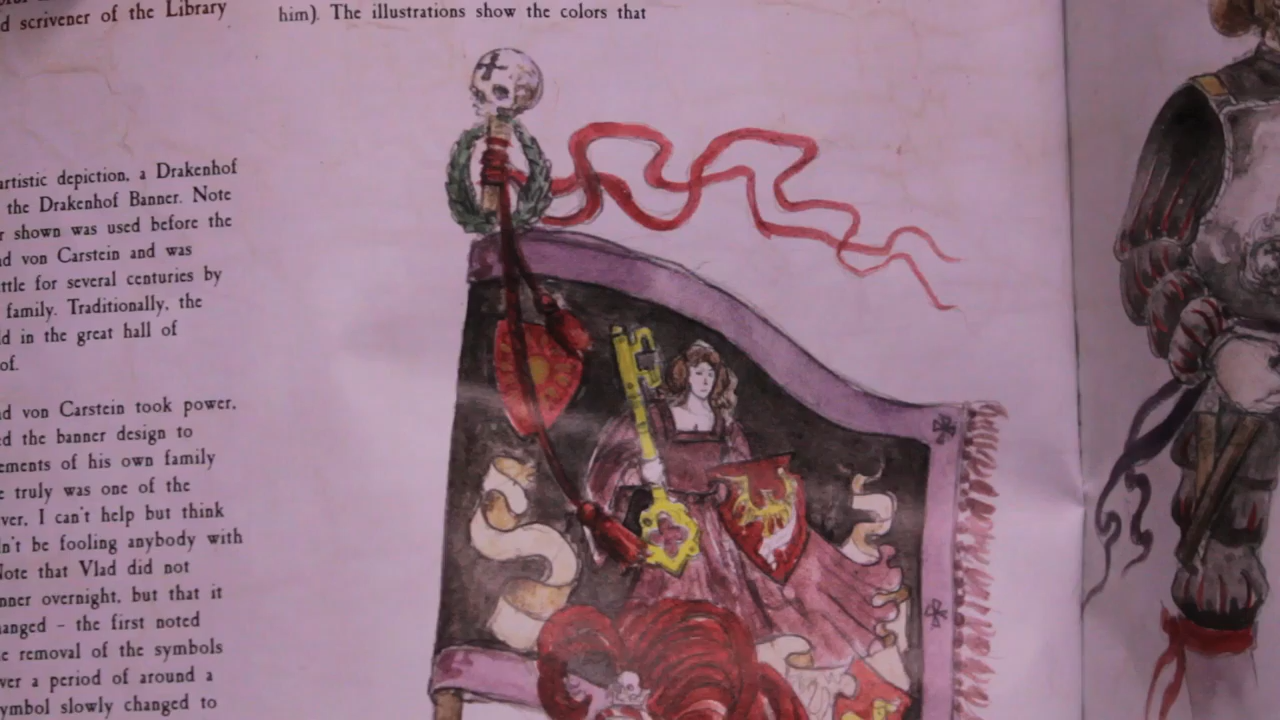 d scrivener of the Library
him). The illustrations show the colors that
artistic depiction, a Drakenhof
the Drakenhof Banner. Note
r shown was used before the
d von Carstein and was
ttle for several centuries by
family. Traditionally, the
d in the great hall of
of.
d von Carstein took power,
ed the banner design to
ements of his own family
e truly was one of the
ver, I can't help but think
n't be fooling anybody with
Note that Vlad did not
nner overnight, but that it
anged - the first noted
e removal of the symbols
ver a period of around a
ymbol slowly changed to